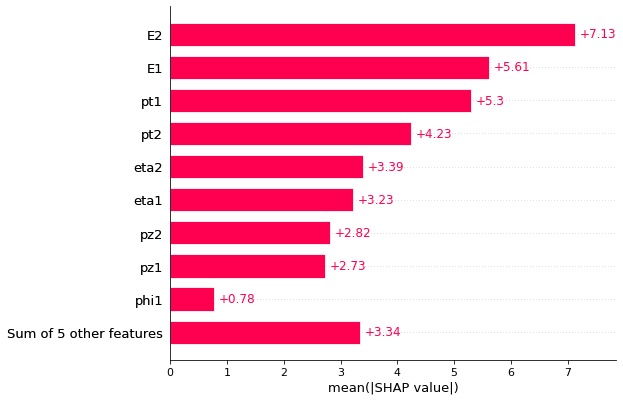 E2 +7.13
E1 +5.61
pt1 +5.3
pt2 +4.23
eta2 +3.39
eta1 +3.23
pz2 +2.82
pz1 +2.73
phi1 +0.78
Sum of 5 other features +3.34
0 1 2 3 4 5 6 7
mean(|SHAP value|)